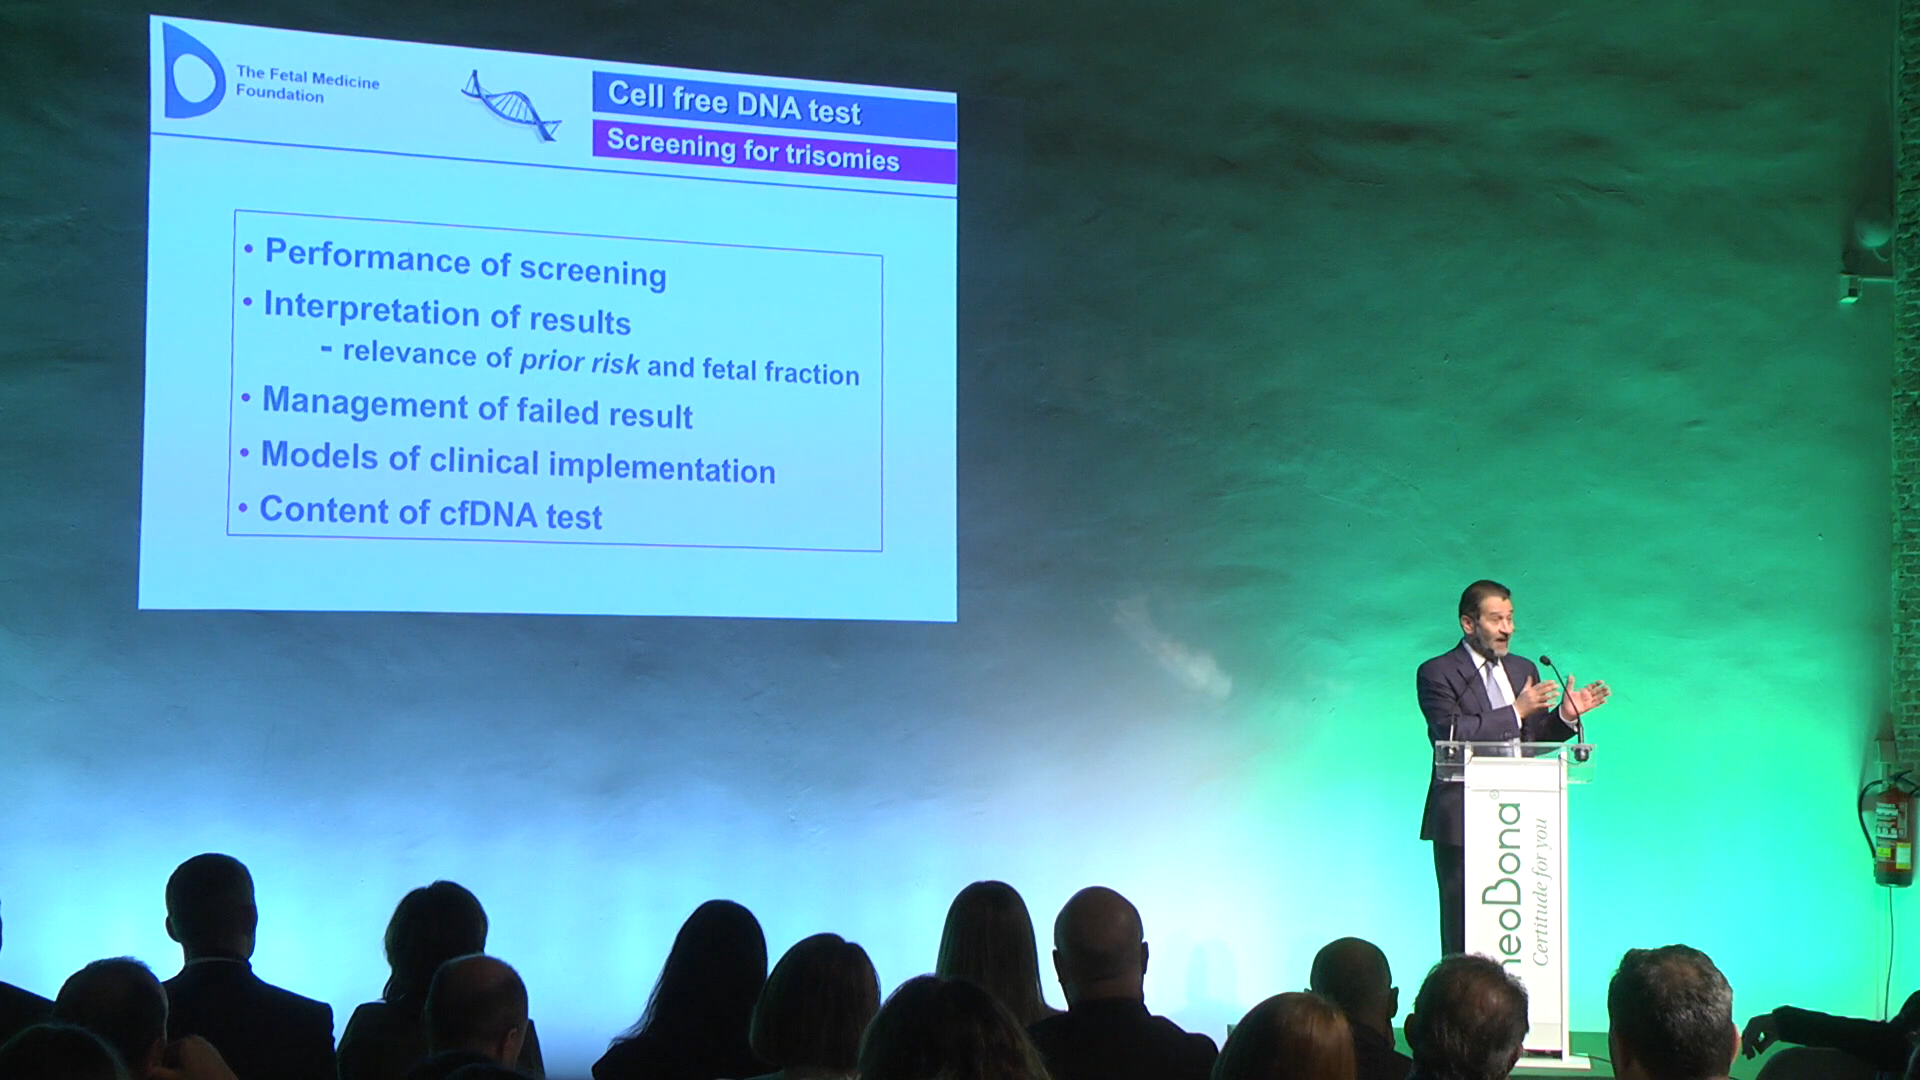 The Fetal Medicine
Foundation
Cell free DNA test
Screening for trisomies
• Performance of screening
• Interpretation of results
- relevance of prior risk and fetal fraction
• Management of failed result
• Models of clinical implementation
• Content of cfDNA test
neoBona®
Certitude for you